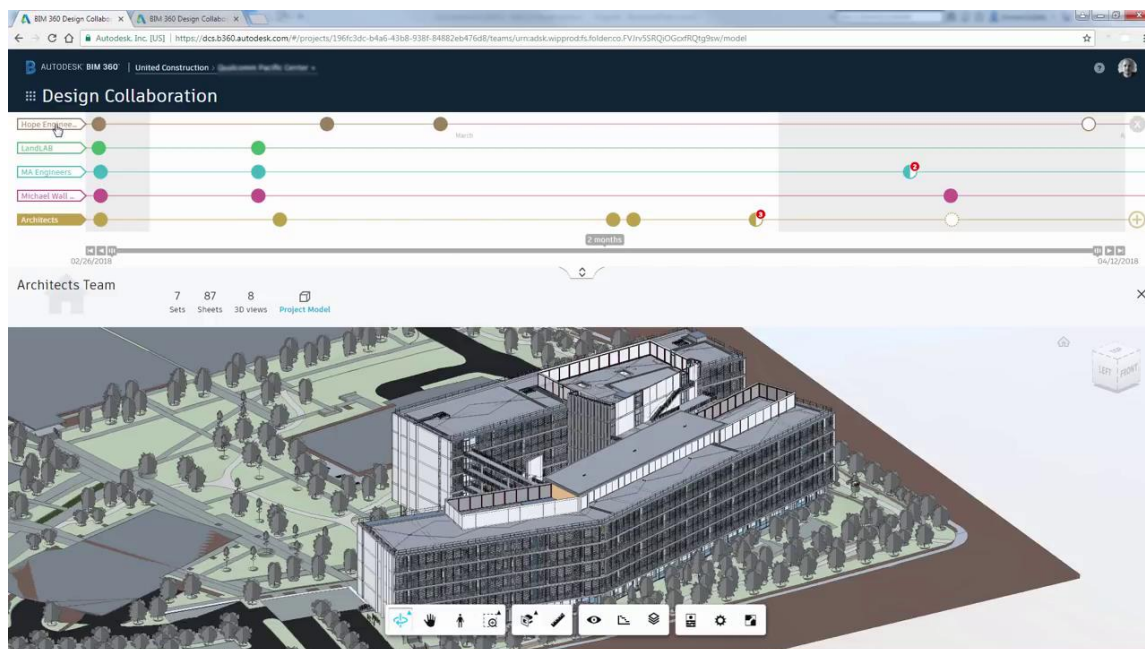 BIM 360 Design Collabo
BIM 360 Design Collabo
Autodesk, Inc. [US] | https://dcs.b360.autodesk.com/#/projects/196fc3dc-b4a6-43b8-938f-84882eb476d8/teams/urn:adsk.wipprod:fs.folder:co.FVJrv5SRQjOGcxfRQtg9sw/model
AUTODESK BIM 360 | United Construction
Design Collaboration
Hope Enginee...
March
A
X
LandLAB
MA Engineers
2
Michael Wall ...
Architects
3
2 months
02/26/2018
04/12/2018
Architects Team
7 87 8
Sets Sheets 3D views Project Model
LEFT FRONT